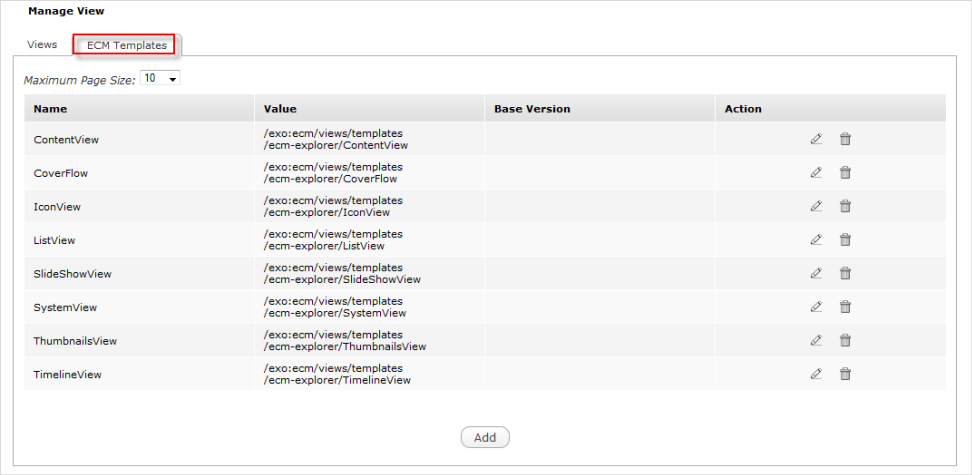 Manage View
Views ECM Templates
Maximum Page Size: 10
Name Value Base Version Action
ContentView /exo:ecm/views/templates
/ecm-explorer/ContentView
CoverFlow /exo:ecm/views/templates
/ecm-explorer/CoverFlow
IconView /exo:ecm/views/templates
/ecm-explorer/IconView
ListView /exo:ecm/views/templates
/ecm-explorer/ListView
SlideShowView /exo:ecm/views/templates
/ecm-explorer/SlideShowView
SystemView /exo:ecm/views/templates
/ecm-explorer/SystemView
ThumbnailsView /exo:ecm/views/templates
/ecm-explorer/ThumbnailsView
TimelineView /exo:ecm/views/templates
/ecm-explorer/TimelineView
Add